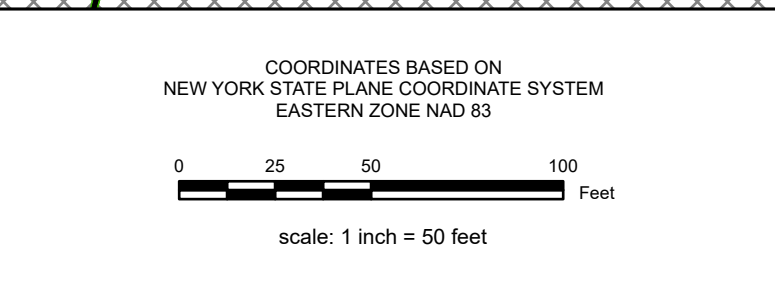 COORDINATES BASED ON
NEW YORK STATE PLANE COORDINATE SYSTEM
EASTERN ZONE NAD 83
0 25 50 100
Feet
scale: 1 inch = 50 feet